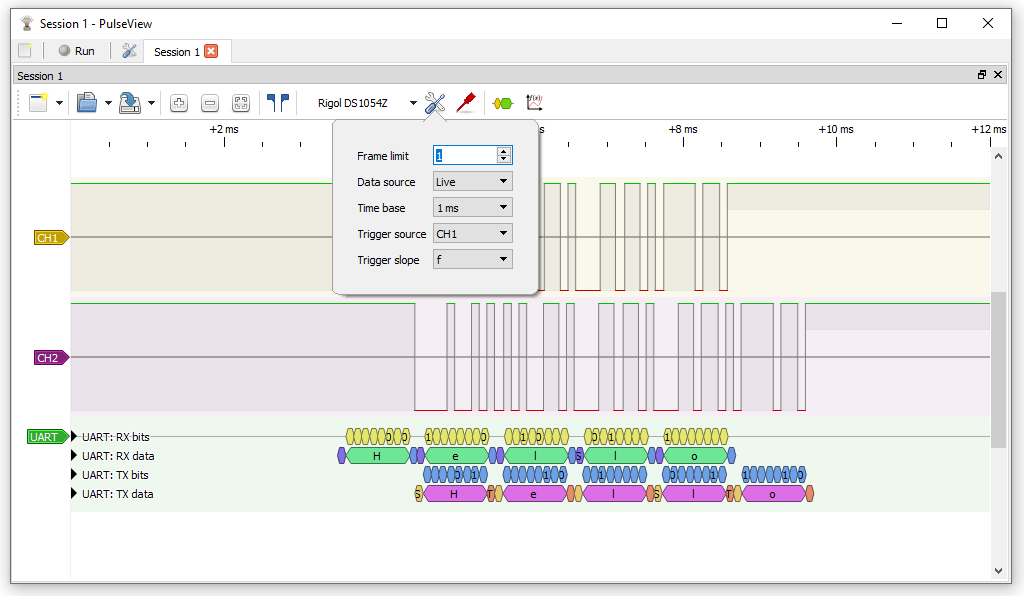 Session 1 - PulseView
Run
Session 1
Session 1
Rigol DS1054Z
f(x)
+2 ms
s
+8 ms
+10 ms
+12 ms
Frame limit 1
Data source Live
Time base 1 ms
Trigger source CH1
Trigger slope f
CH1
CH2
UART
UART: RX bits 0 0 1 0 1 0 0 1 1
UART: RX data H e l S l o
UART: TX bits 0 1 1 0 1 0 1 1 1 0
UART: TX data S H T e l S l T o